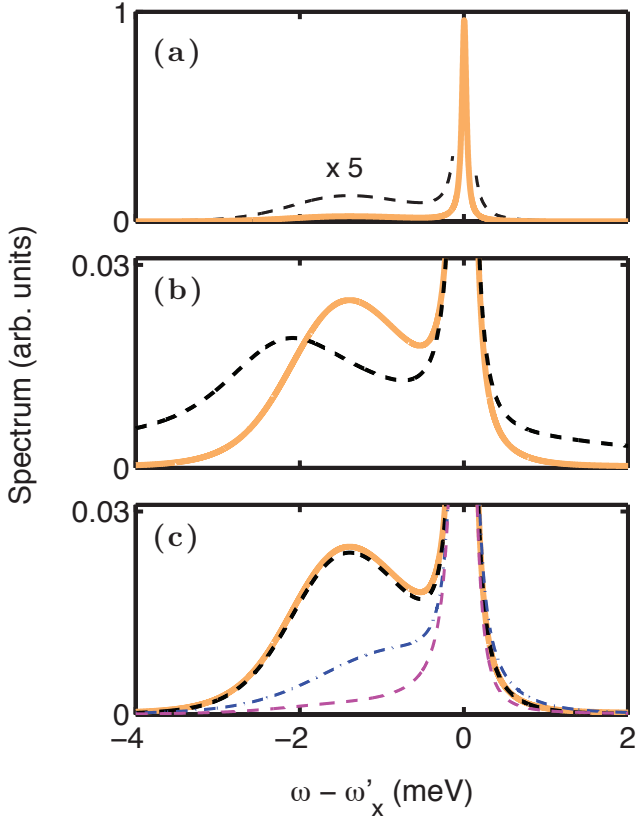 1
(a)
x 5
0
0.03
(b)
Spectrum (arb. units)
0
0.03
(c)
0
−4 −2 0 2
ω − ω'ₓ (meV)